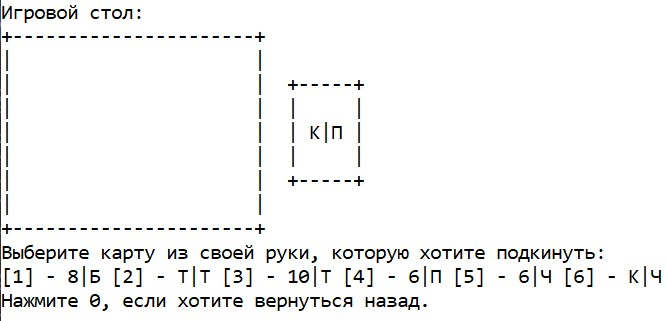 Игровой стол:
К|П
Выберите карту из своей руки, которую хотите подкинуть:
[1] - 8|Б [2] - Т|Т [3] - 10|Т [4] - 6|П [5] - 6|Ч [6] - К|Ч
Нажмите 0, если хотите вернуться назад.